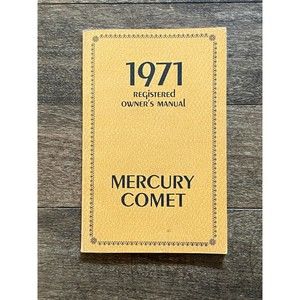 1971
REGISTERED
OWNER'S MANUAL
MERCURY
COMET